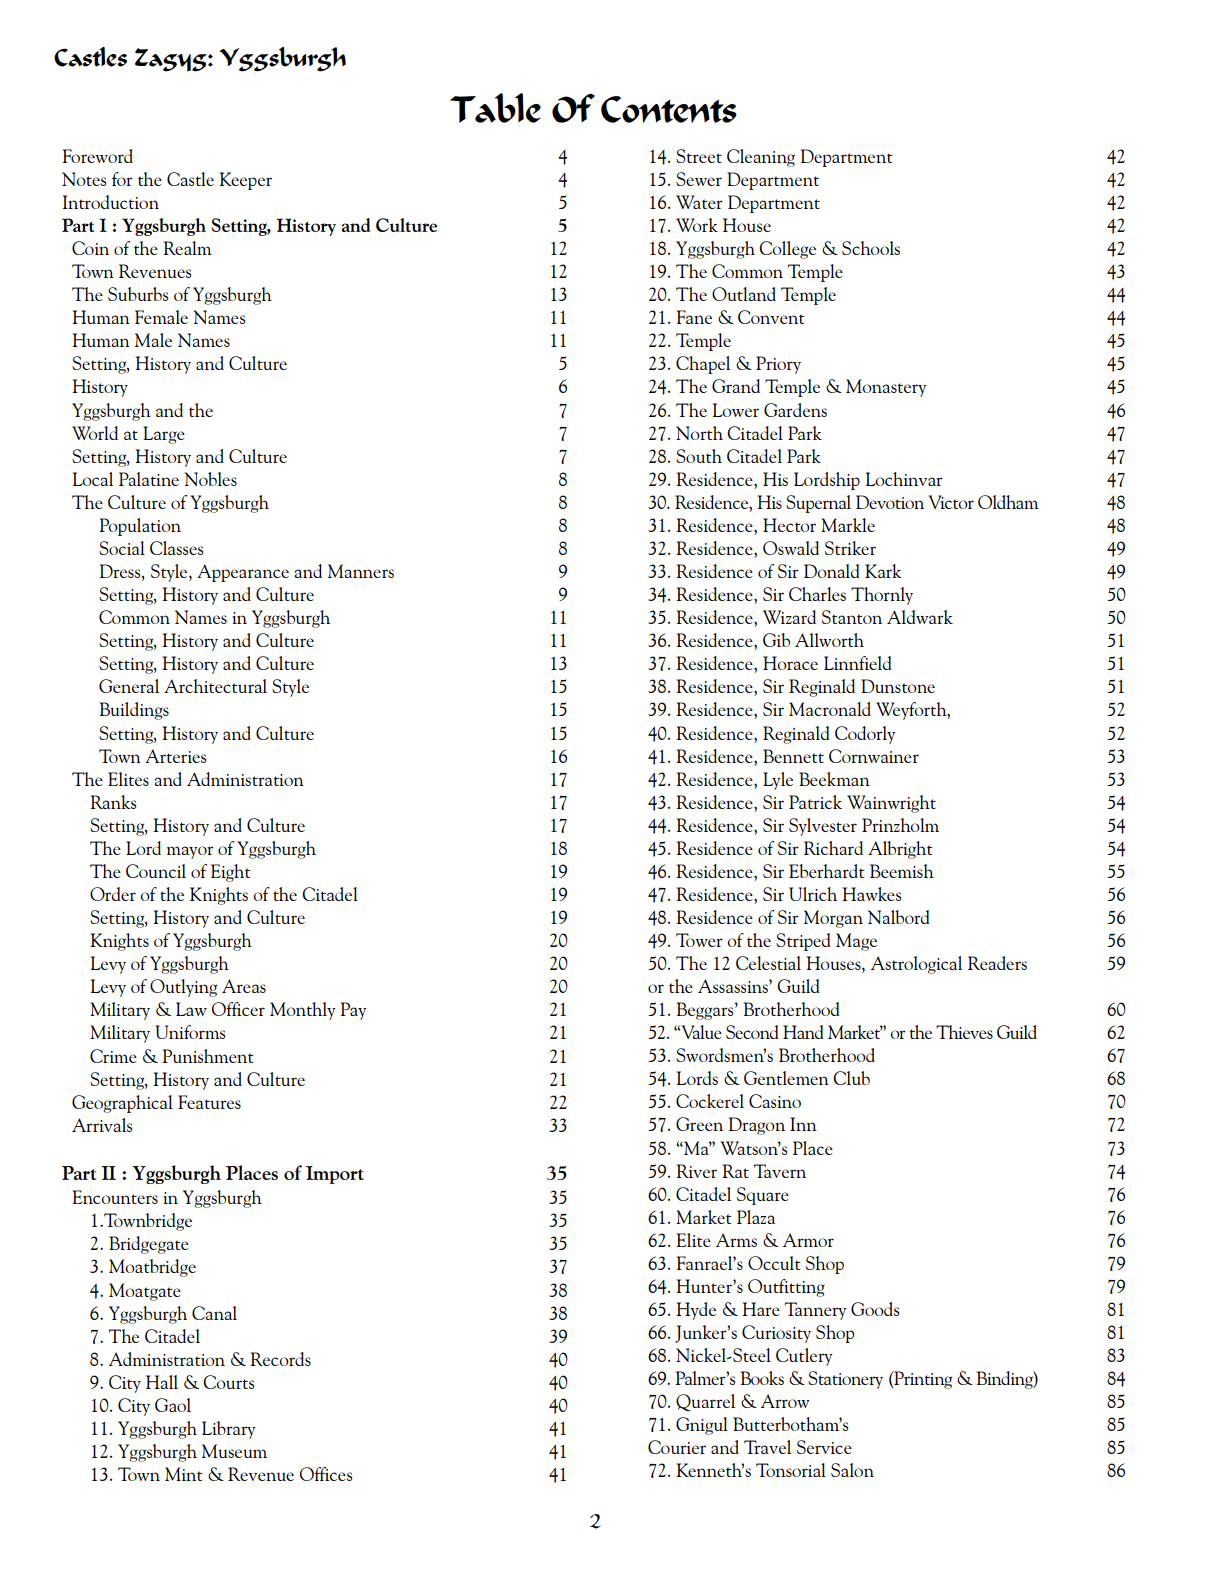 Castles Zagyg: Yggsburgh
Table Of Contents
Foreword 4
Notes for the Castle Keeper 4
Introduction 5
Part I : Yggsburgh Setting, History and Culture 5
Coin of the Realm 12
Town Revenues 12
The Suburbs of Yggsburgh 13
Human Female Names 11
Human Male Names 11
Setting, History and Culture 5
History 6
Yggsburgh and the 7
World at Large 7
Setting, History and Culture 7
Local Palatine Nobles 8
The Culture of Yggsburgh 8
Population 8
Social Classes 8
Dress, Style, Appearance and Manners 9
Setting, History and Culture 9
Common Names in Yggsburgh 11
Setting, History and Culture 11
Setting, History and Culture 13
General Architectural Style 15
Buildings 15
Setting, History and Culture 15
Town Arteries 16
The Elites and Administration 17
Ranks 17
Setting, History and Culture 17
The Lord mayor of Yggsburgh 18
The Council of Eight 19
Order of the Knights of the Citadel 19
Setting, History and Culture 19
Knights of Yggsburgh 20
Levy of Yggsburgh 20
Levy of Outlying Areas 20
Military & Law Officer Monthly Pay 21
Military Uniforms 21
Crime & Punishment 21
Setting, History and Culture 21
Geographical Features 22
Arrivals 33
Part II : Yggsburgh Places of Import 35
Encounters in Yggsburgh 35
1.Townbridge 35
2. Bridgegate 35
3. Moatbridge 37
4. Moatgate 38
6. Yggsburgh Canal 38
7. The Citadel 39
8. Administration & Records 40
9. City Hall & Courts 40
10. City Gaol 40
11. Yggsburgh Library 41
12. Yggsburgh Museum 41
13. Town Mint & Revenue Offices 41
14. Street Cleaning Department 42
15. Sewer Department 42
16. Water Department 42
17. Work House 42
18. Yggsburgh College & Schools 42
19. The Common Temple 43
20. The Outland Temple 44
21. Fane & Convent 44
22. Temple 45
23. Chapel & Priory 45
24. The Grand Temple & Monastery 45
26. The Lower Gardens 46
27. North Citadel Park 47
28. South Citadel Park 47
29. Residence, His Lordship Lochinvar 47
30. Residence, His Supernal Devotion Victor Oldham 48
31. Residence, Hector Markle 48
32. Residence, Oswald Striker 49
33. Residence of Sir Donald Kark 49
34. Residence, Sir Charles Thornly 50
35. Residence, Wizard Stanton Aldwark 50
36. Residence, Gib Allworth 51
37. Residence, Horace Linnfield 51
38. Residence, Sir Reginald Dunstone 51
39. Residence, Sir Macronald Weyforth, 52
40. Residence, Reginald Codorly 52
41. Residence, Bennett Cornwainer 53
42. Residence, Lyle Beekman 53
43. Residence, Sir Patrick Wainwright 54
44. Residence, Sir Sylvester Prinzholm 54
45. Residence of Sir Richard Albright 54
46. Residence, Sir Eberhardt Beemish 55
47. Residence, Sir Ulrich Hawkes 56
48. Residence of Sir Morgan Nalbord 56
49. Tower of the Striped Mage 56
50. The 12 Celestial Houses, Astrological Readers 59
or the Assassins’ Guild
51. Beggars’ Brotherhood 60
52. “Value Second Hand Market” or the Thieves Guild 62
53. Swordsmen’s Brotherhood 67
54. Lords & Gentlemen Club 68
55. Cockerel Casino 70
57. Green Dragon Inn 72
58. “Ma” Watson’s Place 73
59. River Rat Tavern 74
60. Citadel Square 76
61. Market Plaza 76
62. Elite Arms & Armor 76
63. Fanrael’s Occult Shop 79
64. Hunter’s Outfitting 79
65. Hyde & Hare Tannery Goods 81
66. Junker’s Curiosity Shop 81
68. Nickel-Steel Cutlery 83
69. Palmer’s Books & Stationery (Printing & Binding) 84
70. Quarrel & Arrow 85
71. Gnigul Butterbotham’s 85
Courier and Travel Service 85
72. Kenneth’s Tonsorial Salon 86
2